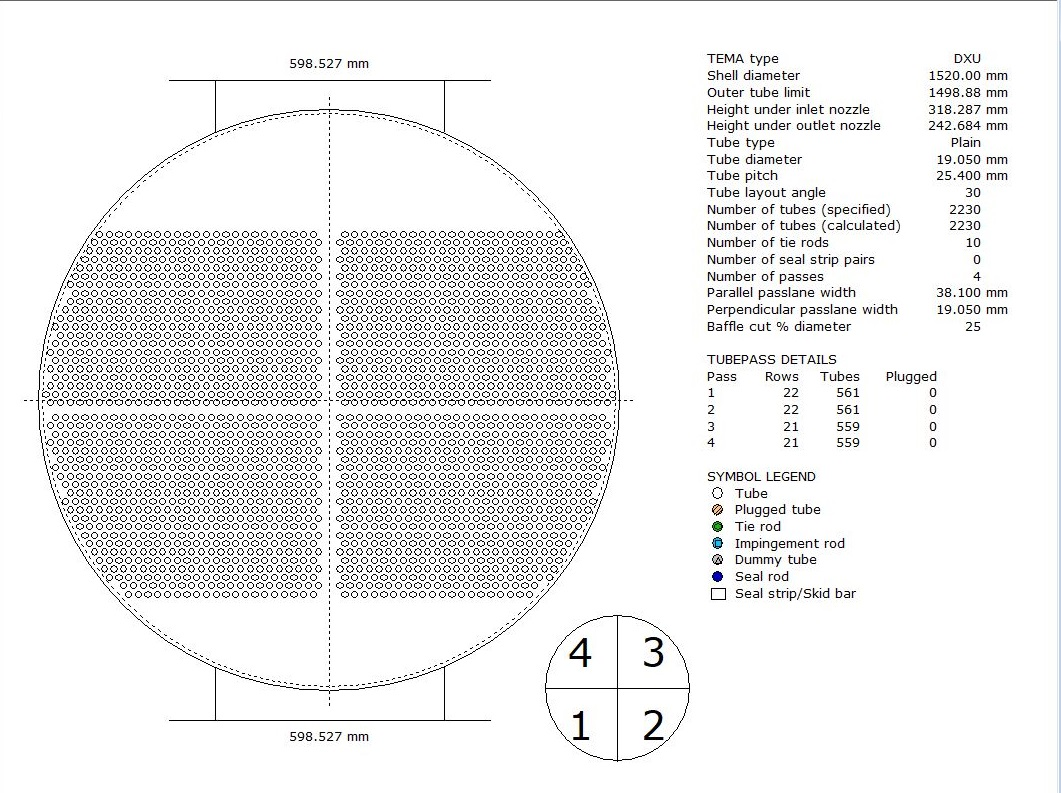 598.527 mm
TEMA type DXU
Shell diameter 1520.00 mm
Outer tube limit 1498.88 mm
Height under inlet nozzle 318.287 mm
Height under outlet nozzle 242.684 mm
Tube type Plain
Tube diameter 19.050 mm
Tube pitch 25.400 mm
Tube layout angle 30
Number of tubes (specified) 2230
Number of tubes (calculated) 2230
Number of tie rods 10
Number of seal strip pairs 0
Number of passes 4
Parallel passlane width 38.100 mm
Perpendicular passlane width 19.050 mm
Baffle cut % diameter 25
TUBEPASS DETAILS
Pass Rows Tubes Plugged
1 22 561 0
2 22 561 0
3 21 559 0
4 21 559 0
SYMBOL LEGEND
Tube
Plugged tube
Tie rod
Impingement rod
Dummy tube
Seal rod
Seal strip/Skid bar
4 3
1 2
598.527 mm